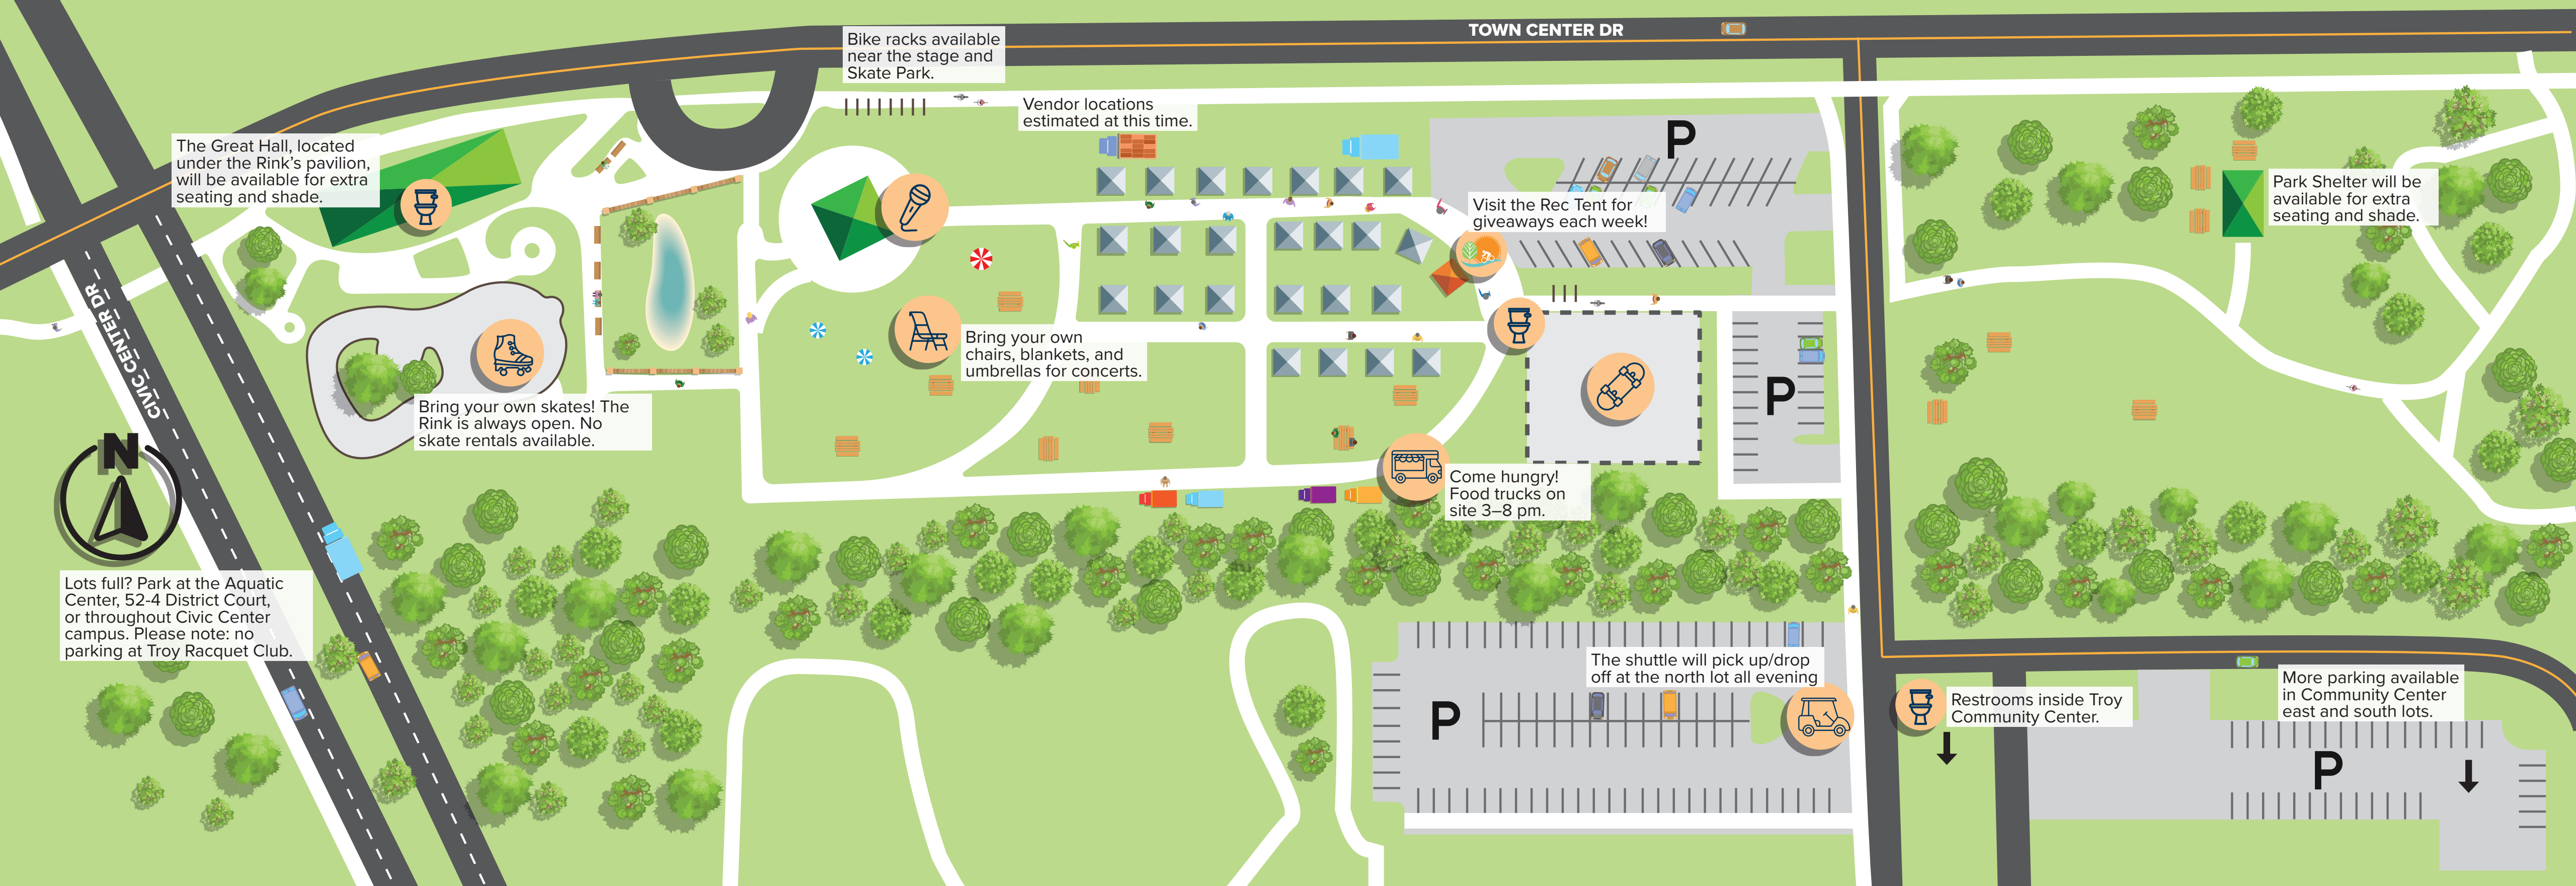 TOWN CENTER DR
Bike racks available
near the stage and
Skate Park.
Vendor locations
estimated at this time.
P
The Great Hall, located
under the Rink's pavilion,
will be available for extra
seating and shade.
Visit the Rec Tent for
giveaways each week!
Park Shelter will be
available for extra
seating and shade.
CIVIC CENTER DR
Bring your own
chairs, blankets, and
umbrellas for concerts.
P
Bring your own skates! The
Rink is always open. No
skate rentals available.
N
Come hungry!
Food trucks on
site 3–8 pm.
Lots full? Park at the Aquatic
Center, 52-4 District Court,
or throughout Civic Center
campus. Please note: no
parking at Troy Racquet Club.
The shuttle will pick up/drop
off at the north lot all evening
P
Restrooms inside Troy
Community Center.
More parking available
in Community Center
east and south lots.
P